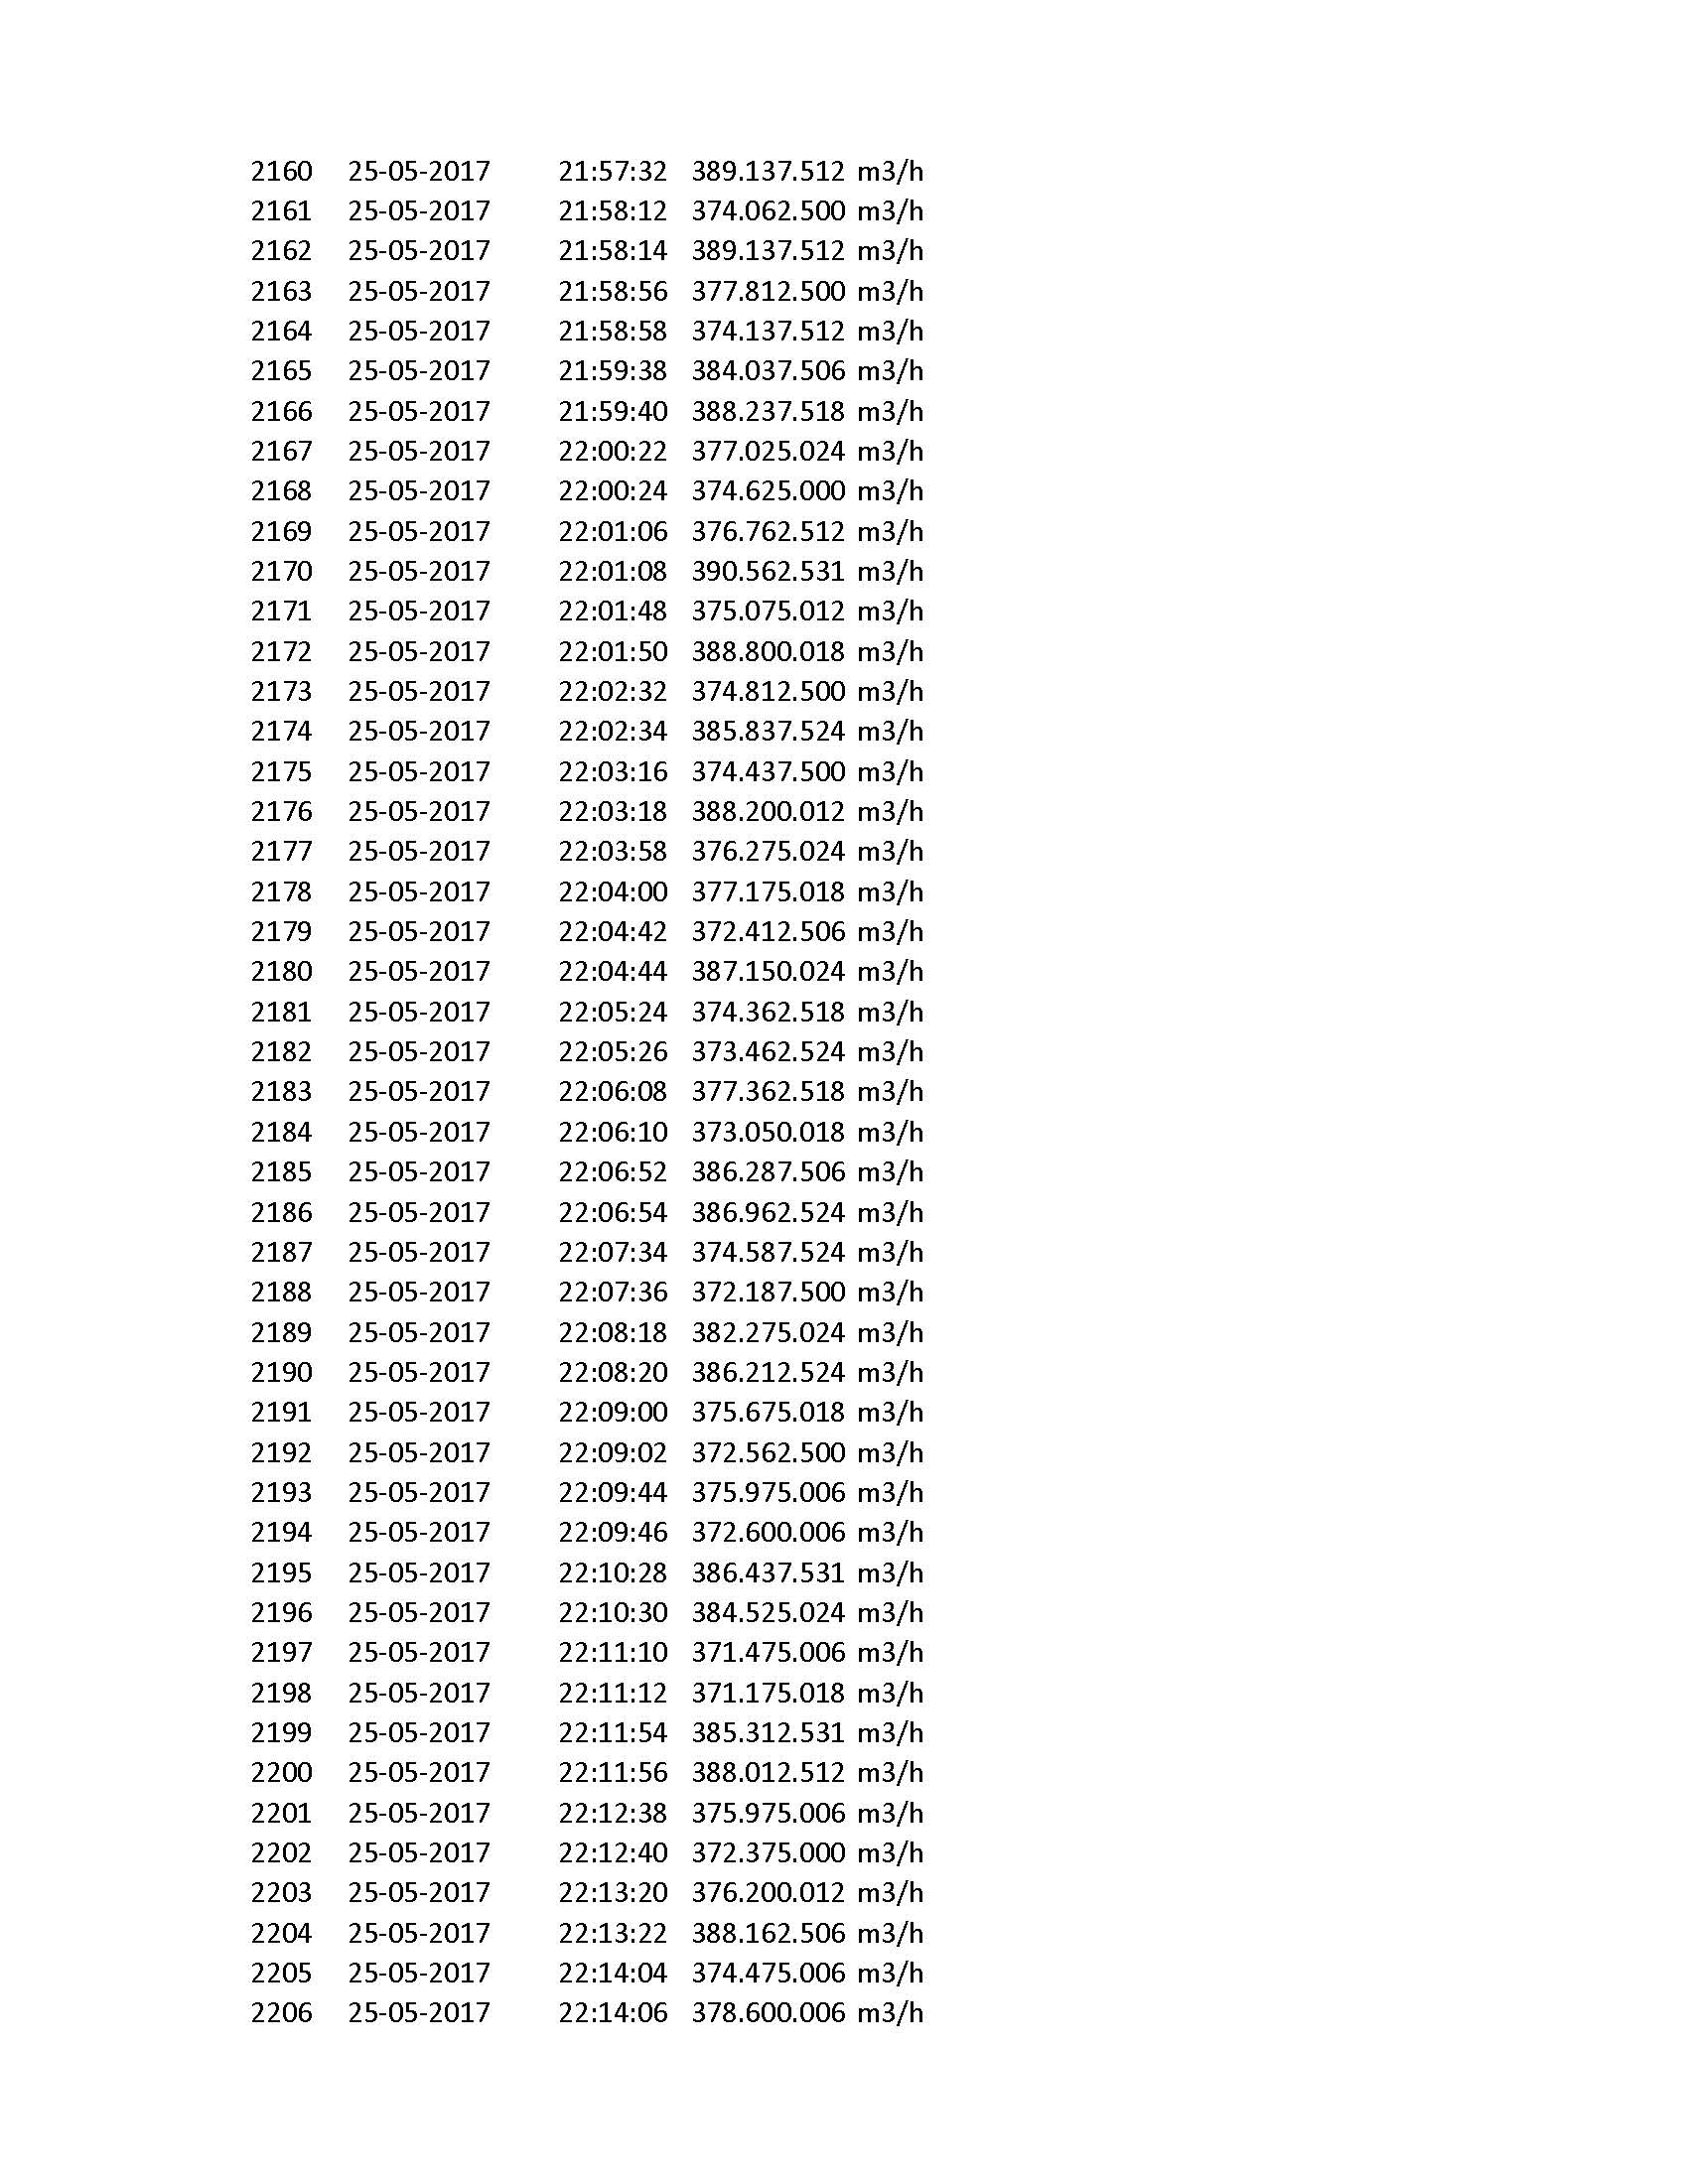 2160 25-05-2017 21:57:32 389.137.512 m3/h
2161 25-05-2017 21:58:12 374.062.500 m3/h
2162 25-05-2017 21:58:14 389.137.512 m3/h
2163 25-05-2017 21:58:56 377.812.500 m3/h
2164 25-05-2017 21:58:58 374.137.512 m3/h
2165 25-05-2017 21:59:38 384.037.506 m3/h
2166 25-05-2017 21:59:40 388.237.518 m3/h
2167 25-05-2017 22:00:22 377.025.024 m3/h
2168 25-05-2017 22:00:24 374.625.000 m3/h
2169 25-05-2017 22:01:06 376.762.512 m3/h
2170 25-05-2017 22:01:08 390.562.531 m3/h
2171 25-05-2017 22:01:48 375.075.012 m3/h
2172 25-05-2017 22:01:50 388.800.018 m3/h
2173 25-05-2017 22:02:32 374.812.500 m3/h
2174 25-05-2017 22:02:34 385.837.524 m3/h
2175 25-05-2017 22:03:16 374.437.500 m3/h
2176 25-05-2017 22:03:18 388.200.012 m3/h
2177 25-05-2017 22:03:58 376.275.024 m3/h
2178 25-05-2017 22:04:00 377.175.018 m3/h
2179 25-05-2017 22:04:42 372.412.506 m3/h
2180 25-05-2017 22:04:44 387.150.024 m3/h
2181 25-05-2017 22:05:24 374.362.518 m3/h
2182 25-05-2017 22:05:26 373.462.524 m3/h
2183 25-05-2017 22:06:08 377.362.518 m3/h
2184 25-05-2017 22:06:10 373.050.018 m3/h
2185 25-05-2017 22:06:52 386.287.506 m3/h
2186 25-05-2017 22:06:54 386.962.524 m3/h
2187 25-05-2017 22:07:34 374.587.524 m3/h
2188 25-05-2017 22:07:36 372.187.500 m3/h
2189 25-05-2017 22:08:18 382.275.024 m3/h
2190 25-05-2017 22:08:20 386.212.524 m3/h
2191 25-05-2017 22:09:00 375.675.018 m3/h
2192 25-05-2017 22:09:02 372.562.500 m3/h
2193 25-05-2017 22:09:44 375.975.006 m3/h
2194 25-05-2017 22:09:46 372.600.006 m3/h
2195 25-05-2017 22:10:28 386.437.531 m3/h
2196 25-05-2017 22:10:30 384.525.024 m3/h
2197 25-05-2017 22:11:10 371.475.006 m3/h
2198 25-05-2017 22:11:12 371.175.018 m3/h
2199 25-05-2017 22:11:54 385.312.531 m3/h
2200 25-05-2017 22:11:56 388.012.512 m3/h
2201 25-05-2017 22:12:38 375.975.006 m3/h
2202 25-05-2017 22:12:40 372.375.000 m3/h
2203 25-05-2017 22:13:20 376.200.012 m3/h
2204 25-05-2017 22:13:22 388.162.506 m3/h
2205 25-05-2017 22:14:04 374.475.006 m3/h
2206 25-05-2017 22:14:06 378.600.006 m3/h